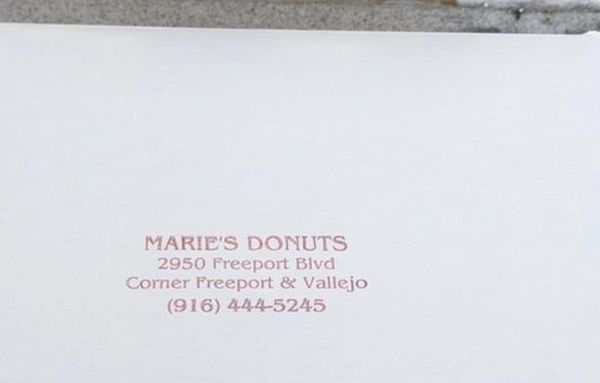 MARIE'S DONUTS
2950 Freeport Blvd
Corner Freeport & Vallejo
(916) 444-5245